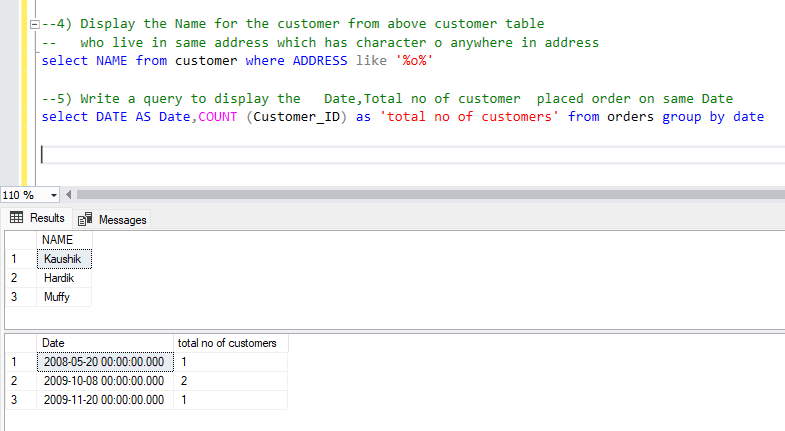 --4) Display the Name for the customer from above customer table
-- who live in same address which has character o anywhere in address
select NAME from customer where ADDRESS like '%o%'
--5) Write a query to display the Date,Total no of customer placed order on same Date
select DATE AS Date,COUNT (Customer_ID) as 'total no of customers' from orders group by date
110 %
Results Messages
NAME
1 Kaushik
2 Hardik
3 Muffy
Date total no of customers
1 2008-05-20 00:00:00.000 1
2 2009-10-08 00:00:00.000 2
3 2009-11-20 00:00:00.000 1